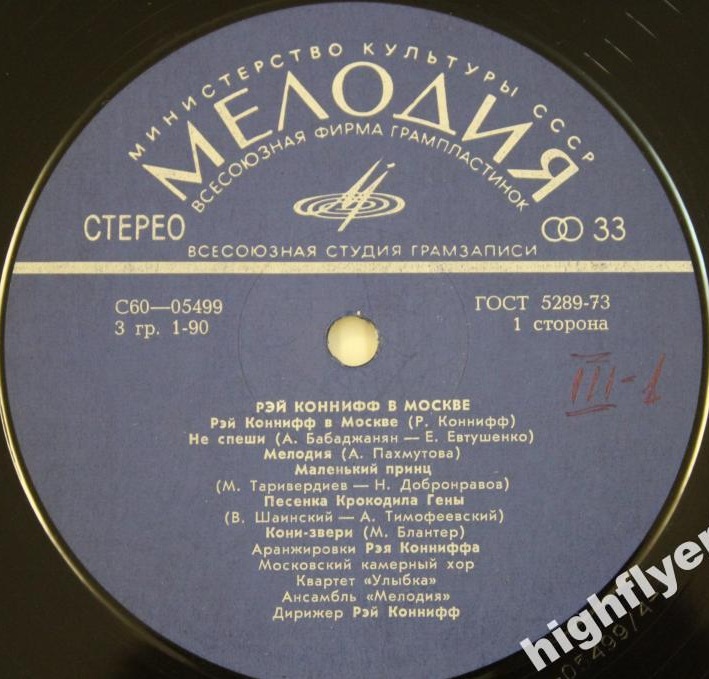 МИНИСТЕРСТВО КУЛЬТУРЫ СССР
МЕЛОДИЯ
ВСЕСОЮЗНАЯ ФИРМА ГРАМПЛАСТИНОК
СТЕРЕО
33
ВСЕСОЮЗНАЯ СТУДИЯ ГРАМЗАПИСИ
С60—05499
ГОСТ 5289-73
3 гр. 1-90
1 сторона
III-1
РЭЙ КОННИФФ В МОСКВЕ
Рэй Коннифф в Москве (Р. Коннифф)
Не спеши (А. Бабаджанян — Е. Евтушенко)
Мелодия (А. Пахмутова)
Маленький принц
(М. Таривердиев — Н. Добронравов)
Песенка Крокодила Гены
(В. Шаинский — А. Тимофеевский)
Кони-звери (М. Блантер)
Аранжировки Рэя Конниффа
Московский камерный хор
Квартет «Улыбка»
Ансамбль «Мелодия»
Дирижер Рэй Коннифф
highflyer